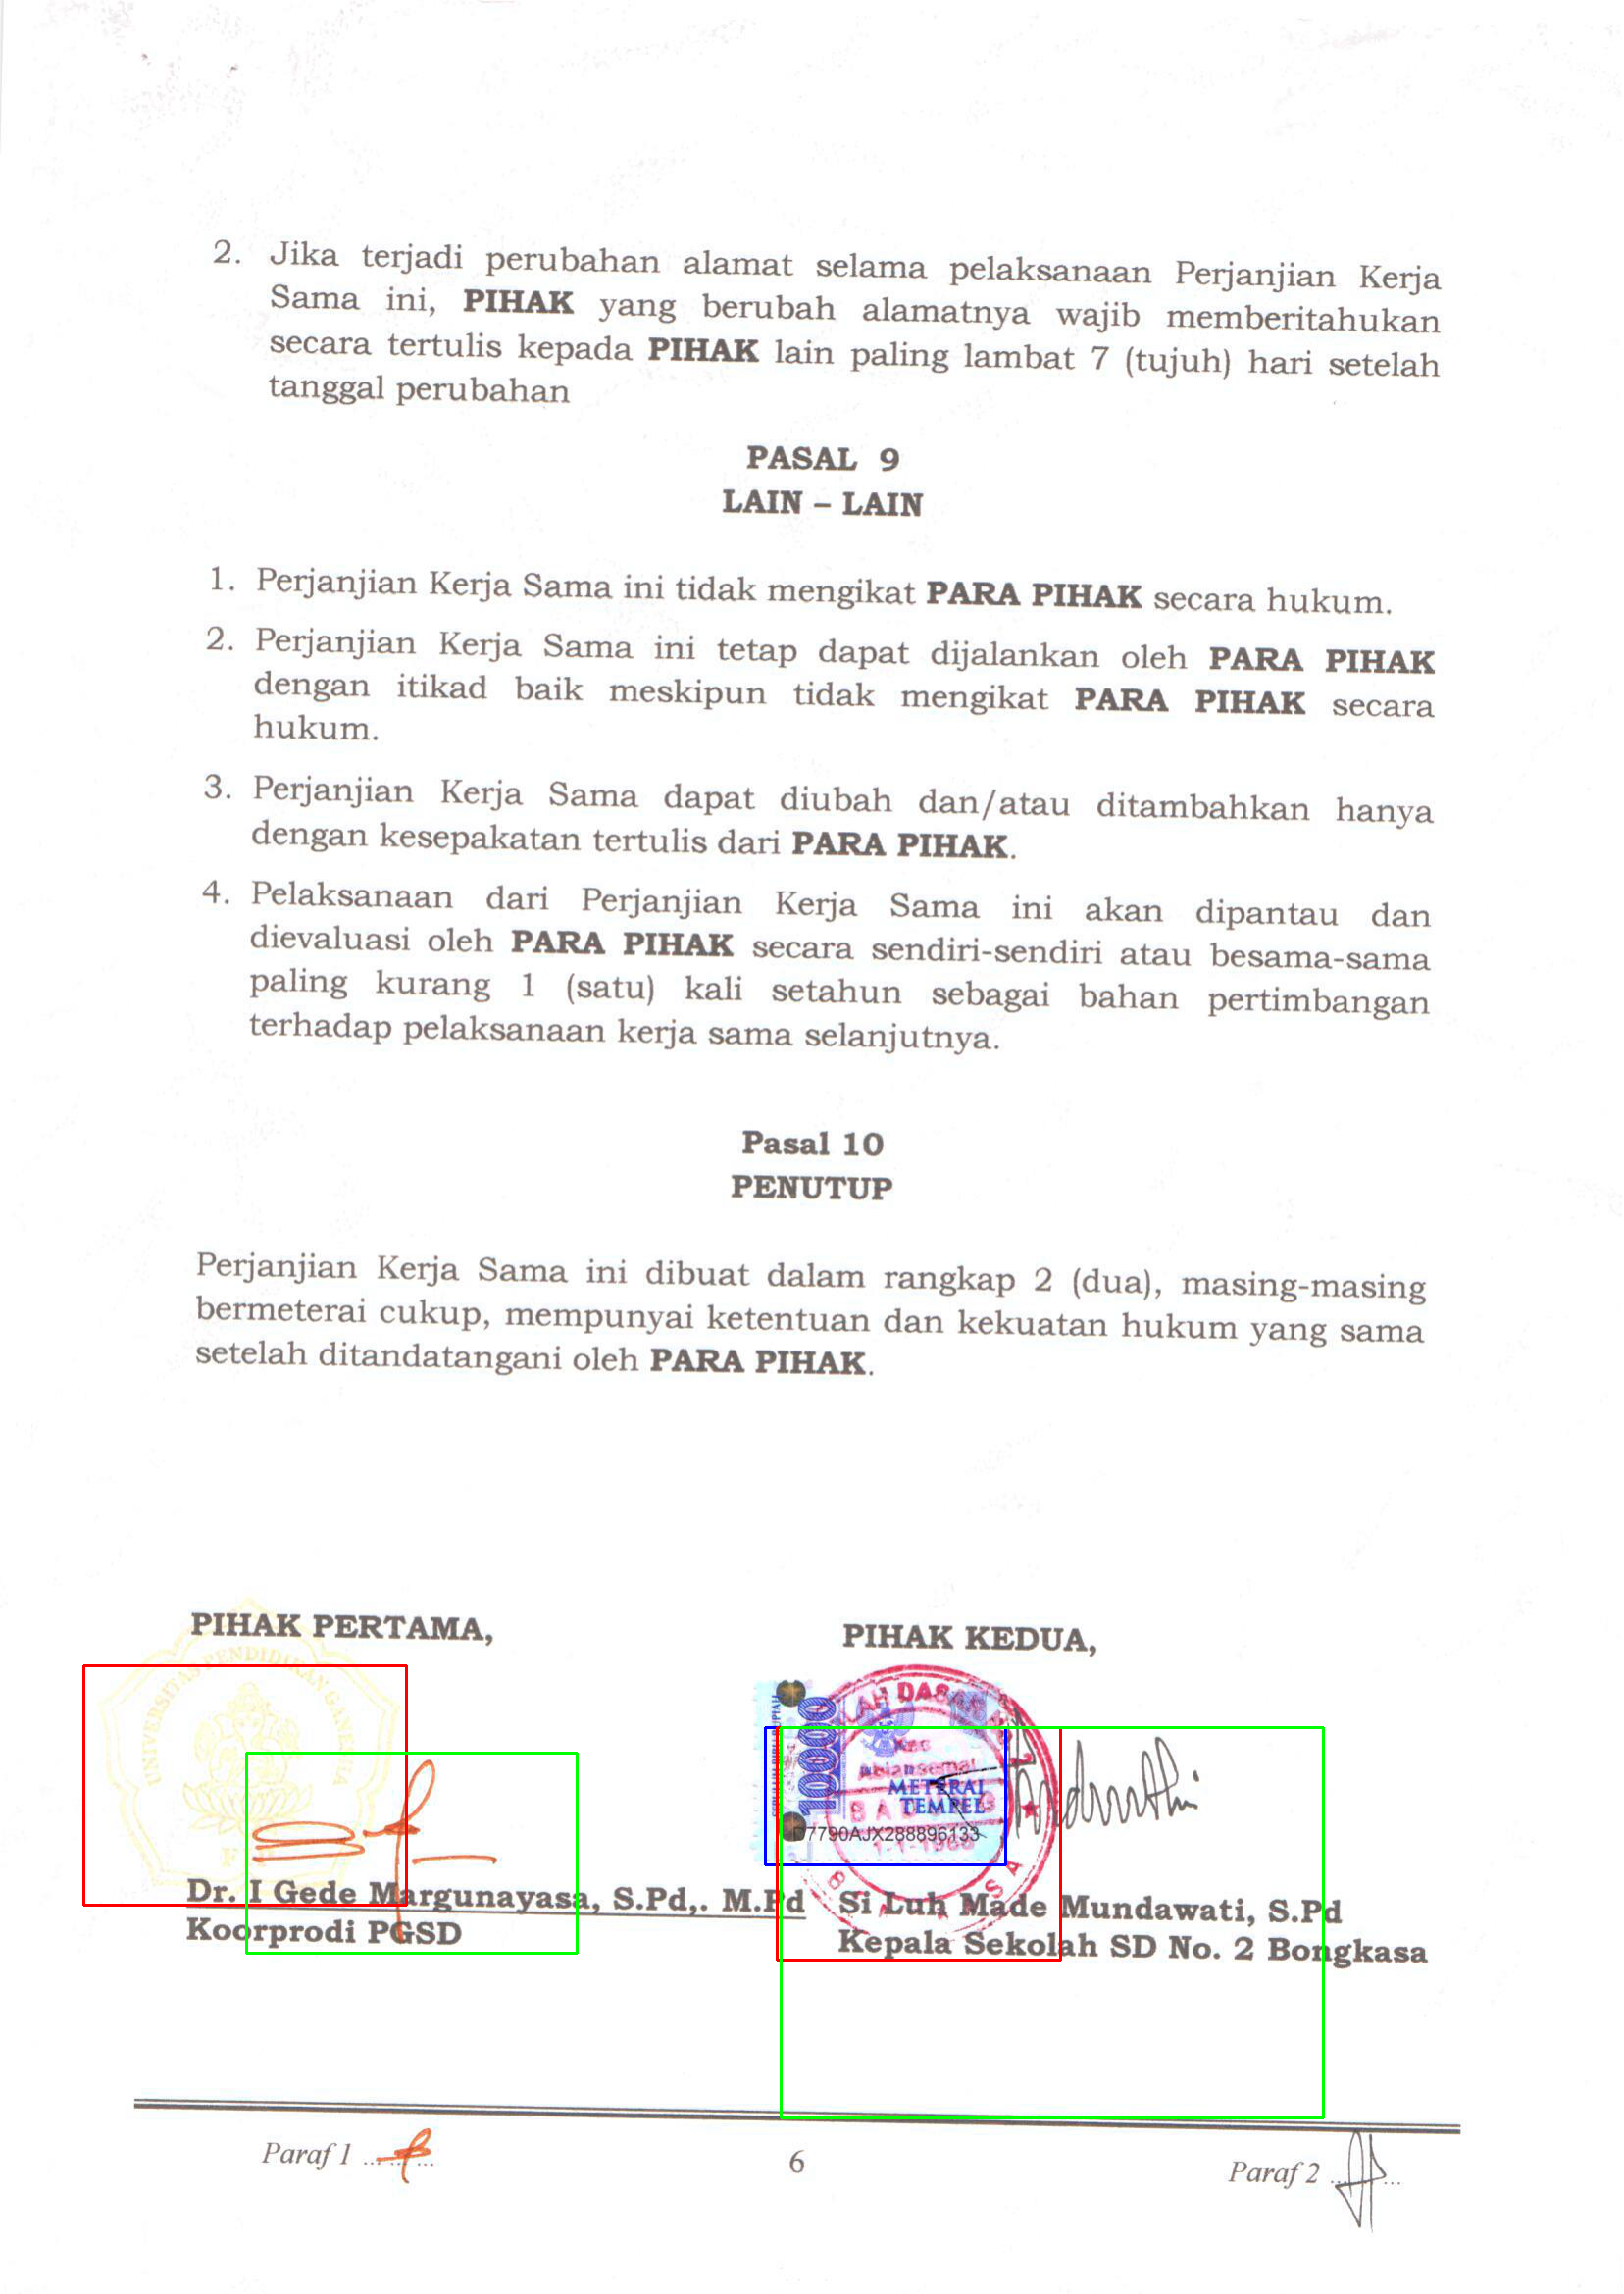 2. Jika terjadi perubahan alamat selama pelaksanaan Perjanjian Kerja
Sama ini, PIHAK yang berubah alamatnya wajib memberitahukan
secara tertulis kepada PIHAK lain paling lambat 7 (tujuh) hari setelah
tanggal perubahan
PASAL 9
LAIN – LAIN
1. Perjanjian Kerja Sama ini tidak mengikat PARA PIHAK secara hukum.
2. Perjanjian Kerja Sama ini tetap dapat dijalankan oleh PARA PIHAK
dengan itikad baik meskipun tidak mengikat PARA PIHAK secara
hukum.
3. Perjanjian Kerja Sama dapat diubah dan/atau ditambahkan hanya
dengan kesepakatan tertulis dari PARA PIHAK.
4. Pelaksanaan dari Perjanjian Kerja Sama ini akan dipantau dan
dievaluasi oleh PARA PIHAK secara sendiri-sendiri atau besama-sama
paling kurang 1 (satu) kali setahun sebagai bahan pertimbangan
terhadap pelaksanaan kerja sama selanjutnya.
Pasal 10
PENUTUP
Perjanjian Kerja Sama ini dibuat dalam rangkap 2 (dua), masing-masing
bermeterai cukup, mempunyai ketentuan dan kekuatan hukum yang sama
setelah ditandatangani oleh PARA PIHAK.
PIHAK PERTAMA,
UNIVERSITAS PENDIDIKAN GANESHA
Dr. I Gede Margunayasa, S.Pd,. M.Pd
Koorprodi PGSD
PIHAK KEDUA,
10000
METERAI
TEMPEL
7790AJX288896133
BADUNG
Si Luh Made Mundawati, S.Pd
Kepala Sekolah SD No. 2 Bongkasa
Paraf 1 ...
6
Paraf 2 ...